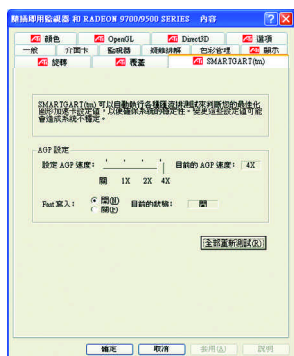 隨插即用監視器 和 RADEON 9700/9500 SERIES 內容
顏色 OpenGL Direct3D 選項
一般 介面卡 監視器 疑難排解 色彩管理 顯示
旋轉 覆蓋 SMARTGART(tm)
SMARTGART(tm) 可以自動執行各種匯流排測試來判斷您的最佳化
圖形加速卡設定值，以便確保系統的穩定性。變更這些設定值可能
會造成系統不穩定。
AGP 設定
設定 AGP 速度： 目前的 AGP 速度： 4X
關 1X 2X 4X
Fast 寫入： 開(N) 目前的狀態： 開
關(F)
全部重新測試(R)
確定 取消 套用(A) 說明